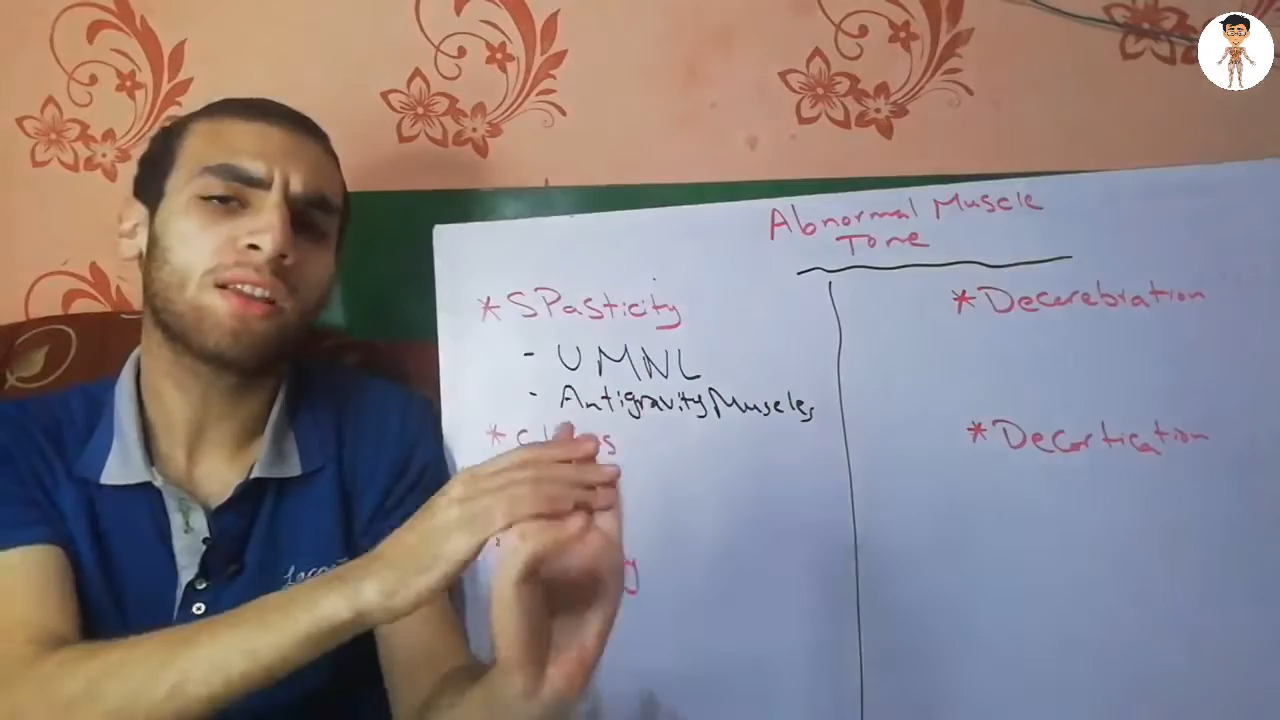 Abnormal Muscle
Tone
* SPasticity
- UMNL
- Antigravity Muscles
* Decerebration
* Decortication